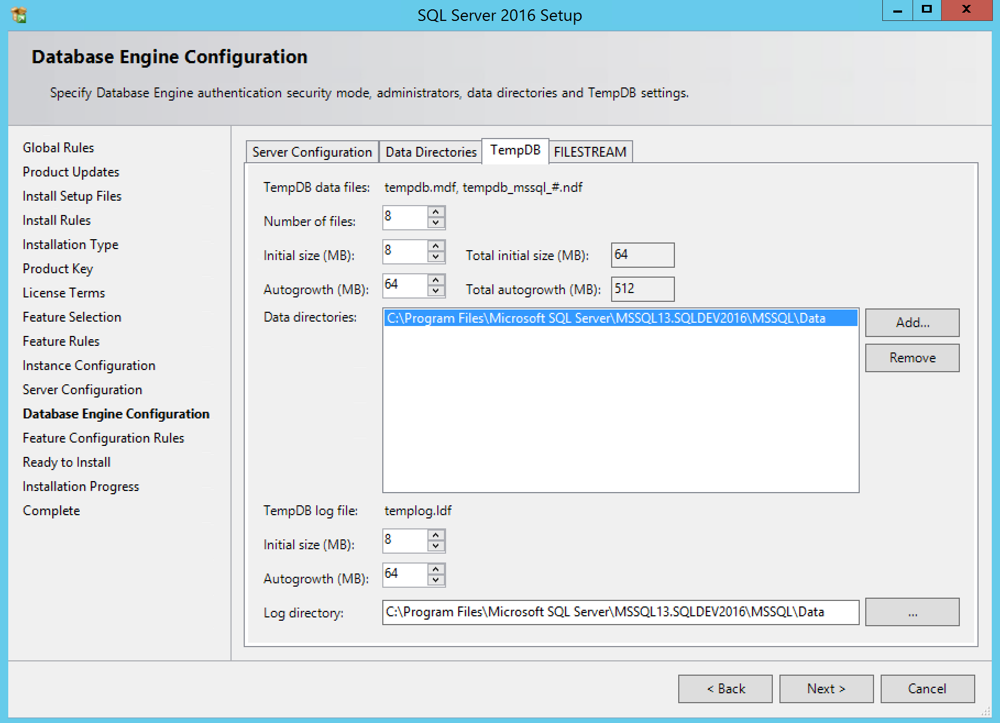 SQL Server 2016 Setup
Database Engine Configuration
Specify Database Engine authentication security mode, administrators, data directories and TempDB settings.
Global Rules
Product Updates
Install Setup Files
Install Rules
Installation Type
Product Key
License Terms
Feature Selection
Feature Rules
Instance Configuration
Server Configuration
Database Engine Configuration
Feature Configuration Rules
Ready to Install
Installation Progress
Complete
Server Configuration Data Directories TempDB FILESTREAM
TempDB data files: tempdb.mdf, tempdb_mssql_#.ndf
Number of files: 8
Initial size (MB): 8 Total initial size (MB): 64
Autogrowth (MB): 64 Total autogrowth (MB): 512
Data directories: C:\Program Files\Microsoft SQL Server\MSSQL13.SQLDEV2016\MSSQL\Data Add...
Remove
TempDB log file: templog.ldf
Initial size (MB): 8
Autogrowth (MB): 64
Log directory: C:\Program Files\Microsoft SQL Server\MSSQL13.SQLDEV2016\MSSQL\Data ...
< Back Next > Cancel